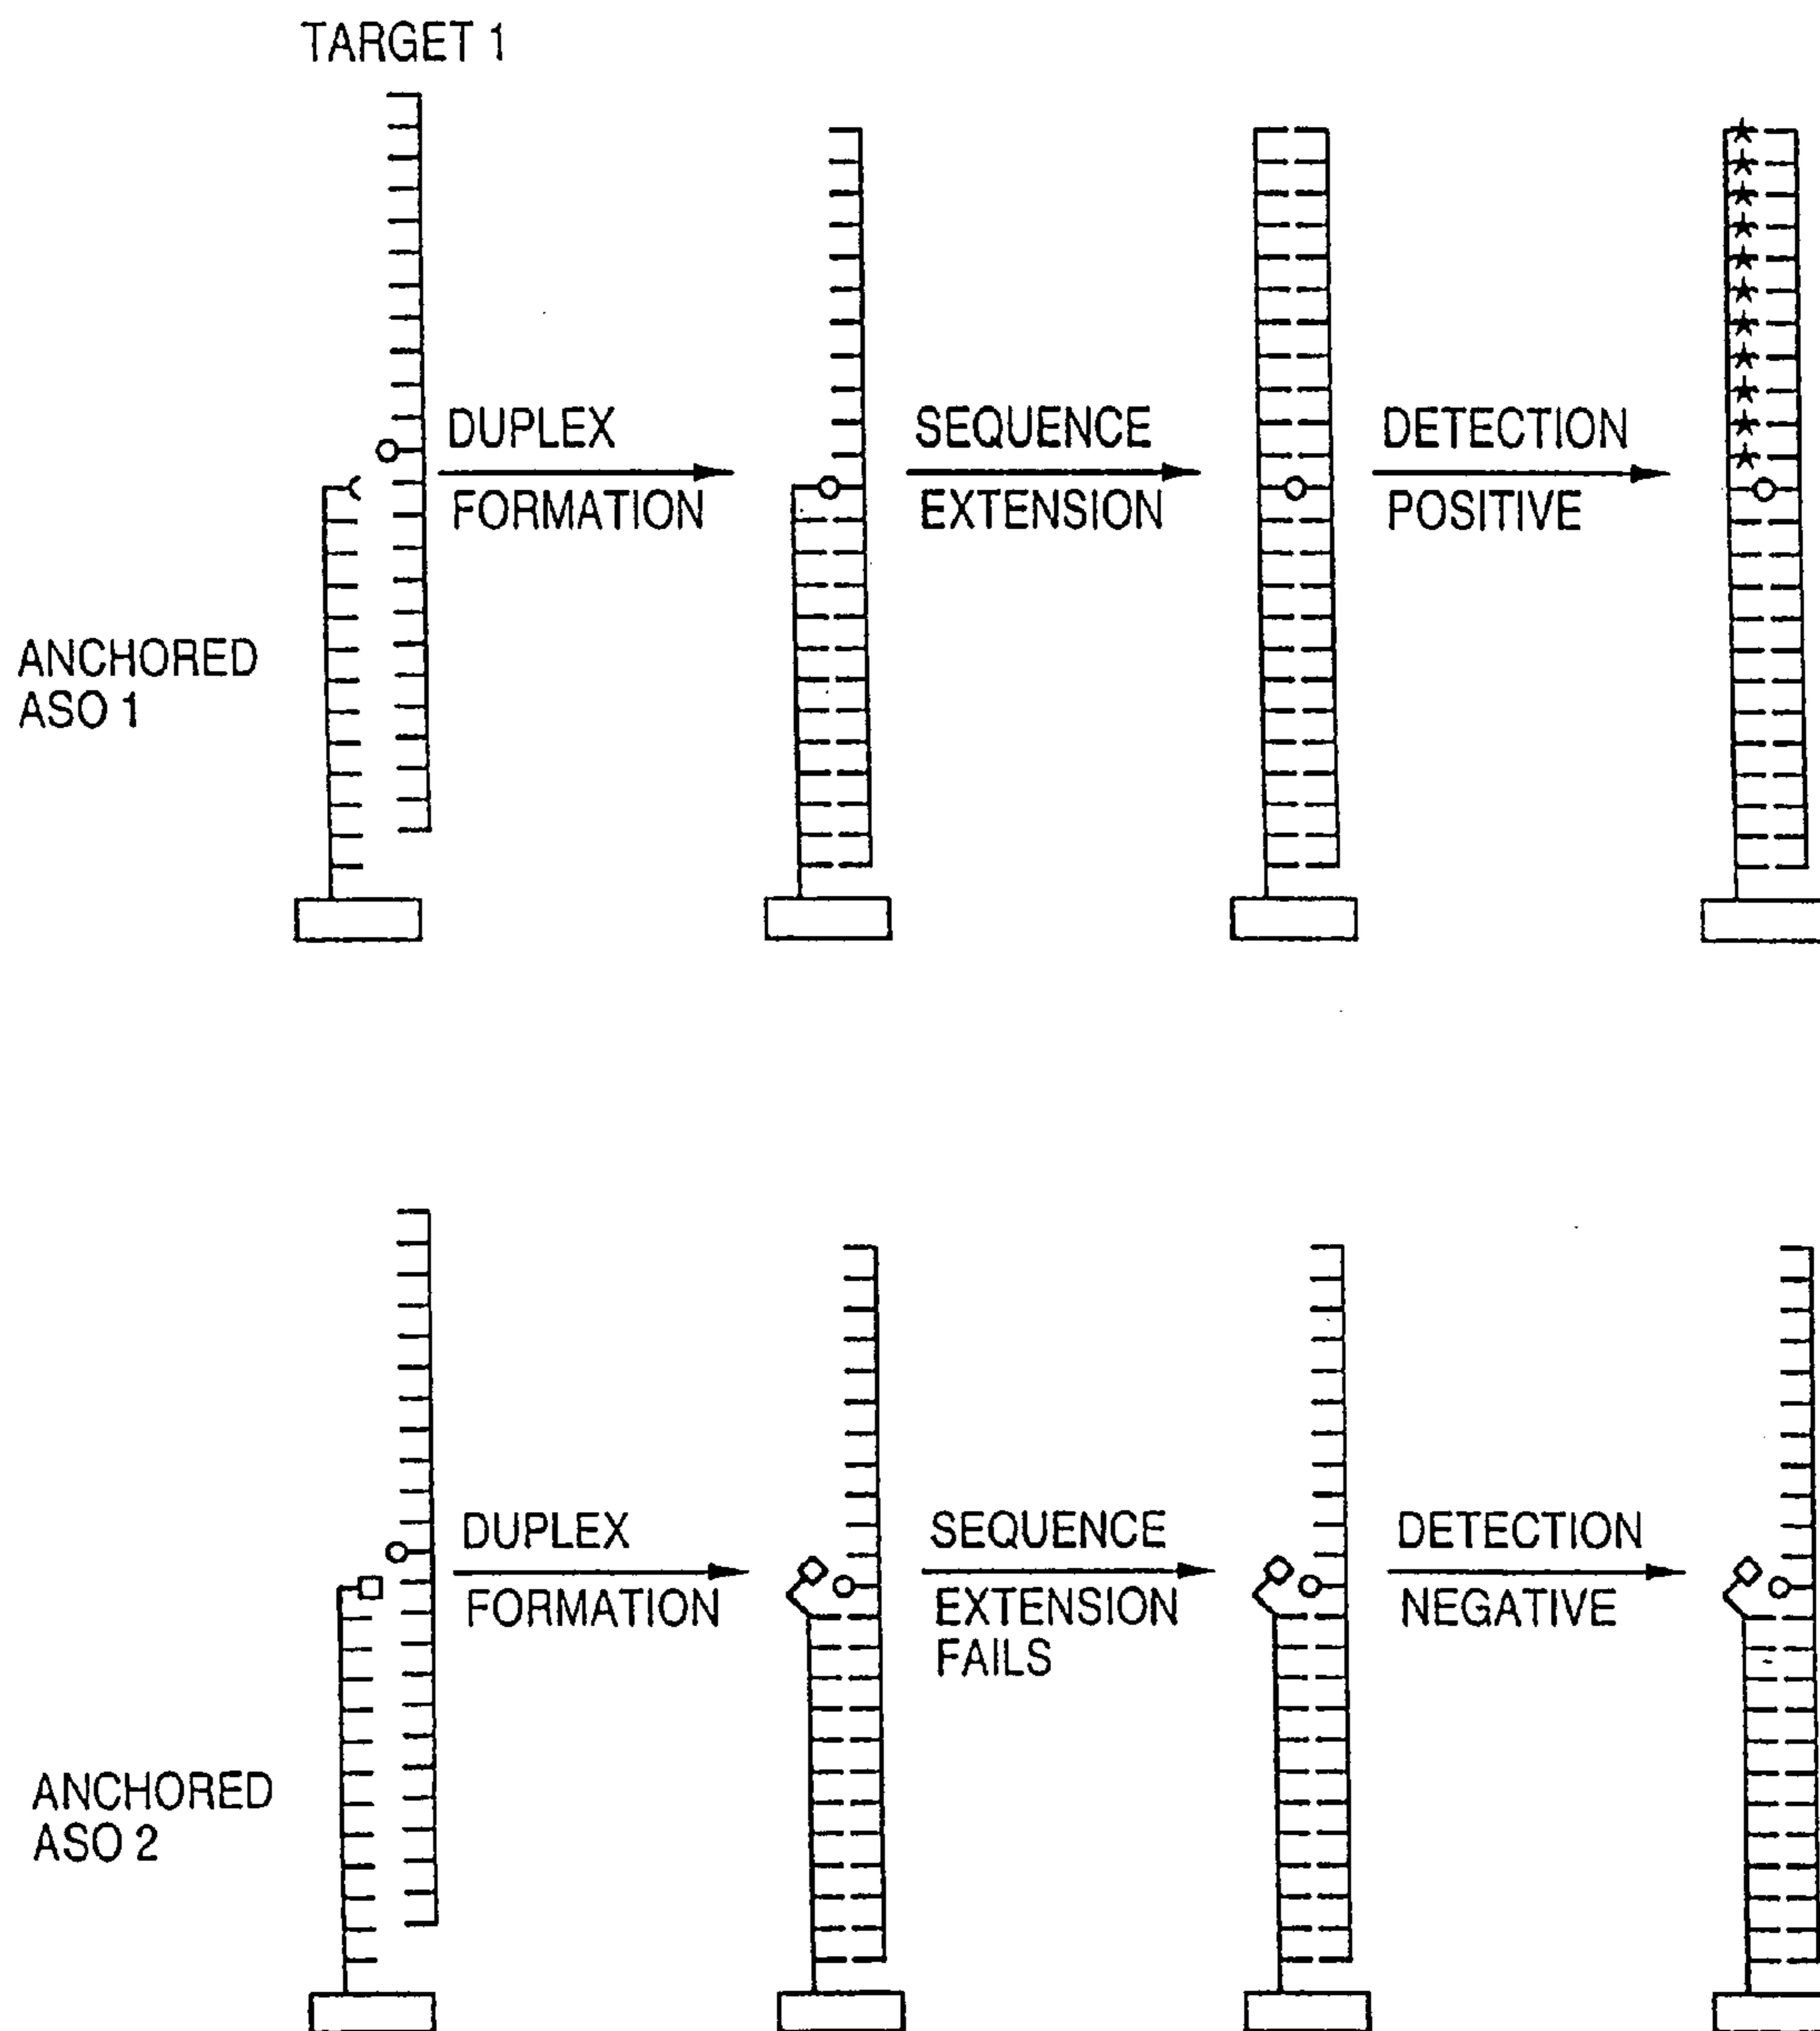 TARGET 1
DUPLEX
FORMATION
SEQUENCE
EXTENSION
DETECTION
POSITIVE
ANCHORED
ASO 1
DUPLEX
FORMATION
SEQUENCE
EXTENSION
FAILS
DETECTION
NEGATIVE
ANCHORED
ASO 2